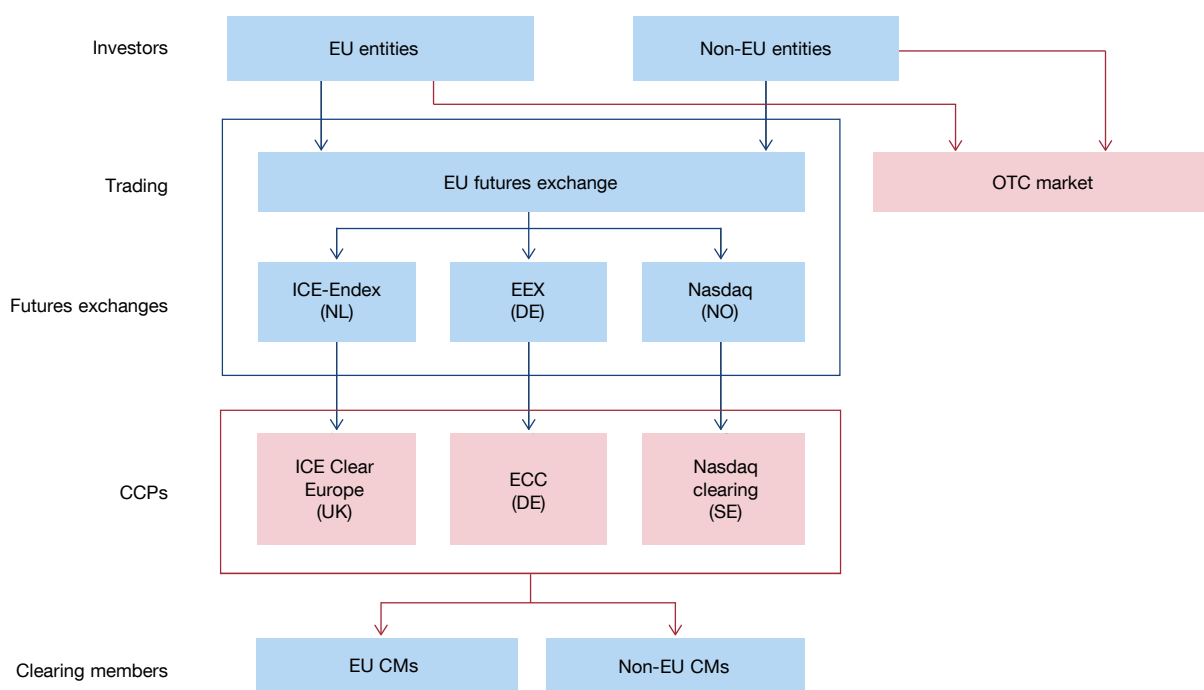 Investors
EU entities
Non-EU entities
Trading
EU futures exchange
OTC market
Futures exchanges
ICE-Endex
(NL)
EEX
(DE)
Nasdaq
(NO)
CCPs
ICE Clear
Europe
(UK)
ECC
(DE)
Nasdaq
clearing
(SE)
Clearing members
EU CMs
Non-EU CMs